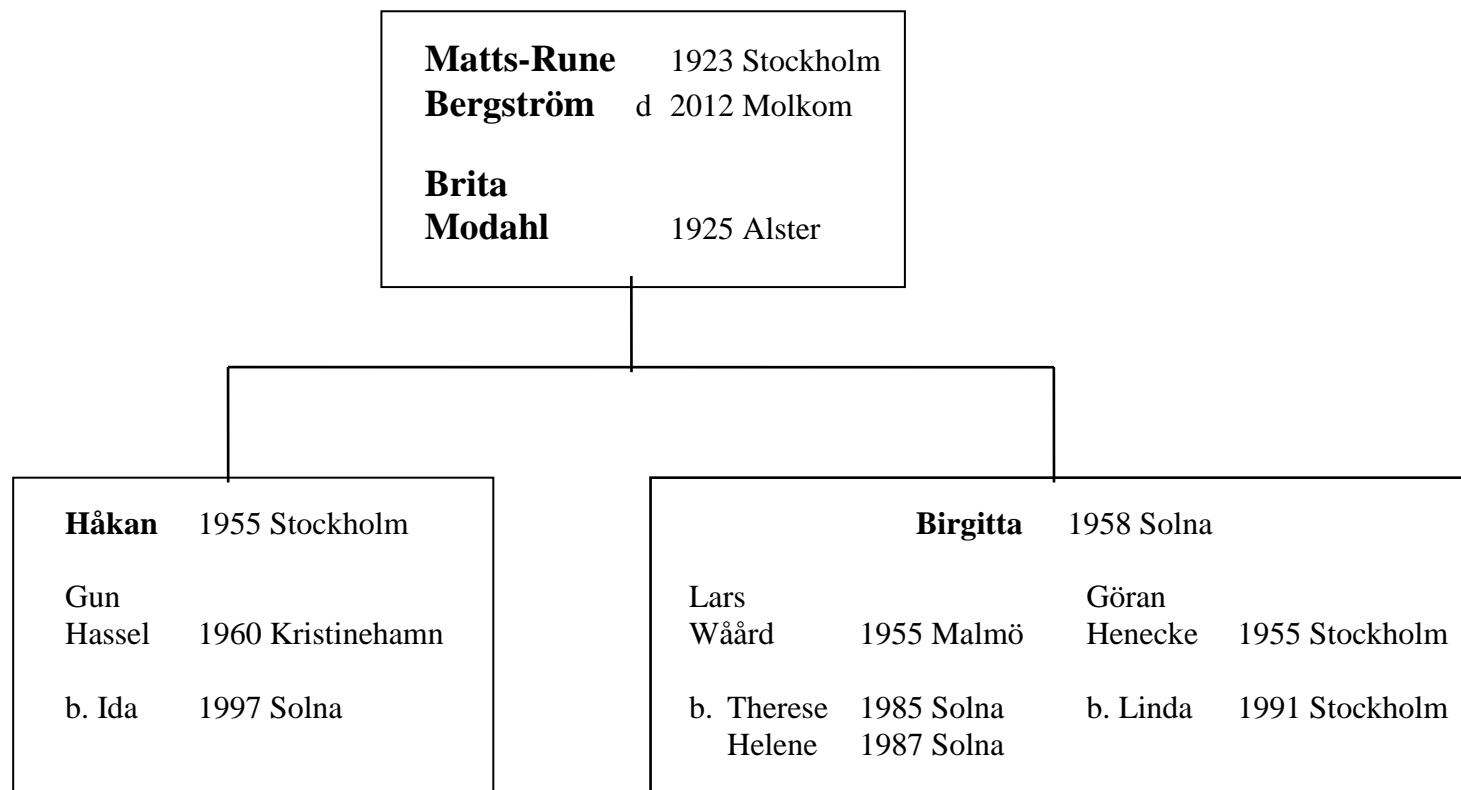 Matts-Rune 1923 Stockholm
Bergström d 2012 Molkom
Brita
Modahl 1925 Alster
Håkan 1955 Stockholm
Gun
Hassel 1960 Kristinehamn
b. Ida 1997 Solna
Birgitta 1958 Solna
Lars
Wåård 1955 Malmö
b. Therese 1985 Solna
Helene 1987 Solna
Göran
Henecke 1955 Stockholm
b. Linda 1991 Stockholm